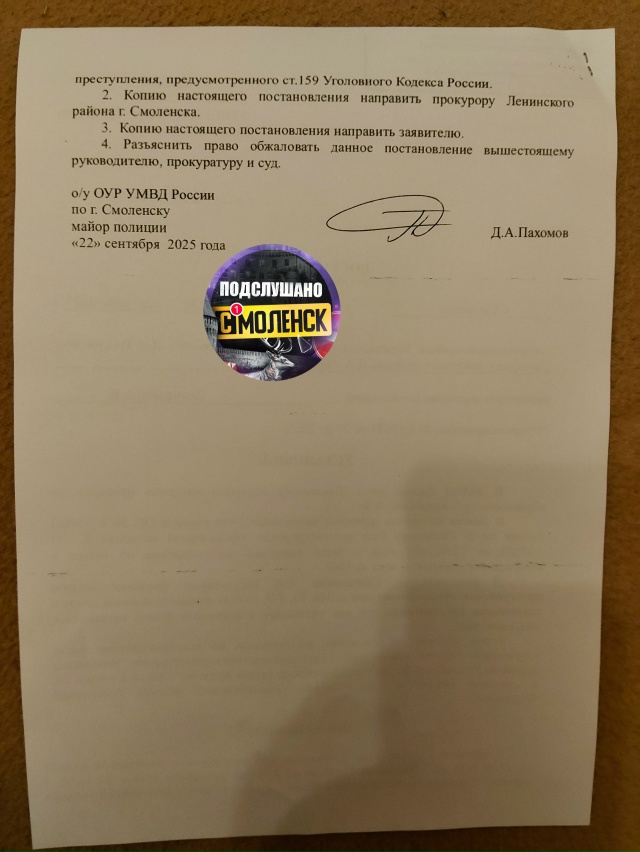 преступления, предусмотренного ст.159 Уголовного Кодекса России.
2. Копию настоящего постановления направить прокурору Ленинского
района г. Смоленска.
3. Копию настоящего постановления направить заявителю.
4. Разъяснить право обжаловать данное постановление вышестоящему
руководителю, прокуратуру и суд.
о/у ОУР УМВД России
по г. Смоленску
майор полиции
Д.А.Пахомов
«22» сентября 2025 года
ПОДСЛУШАНО
1
СМОЛЕНСК